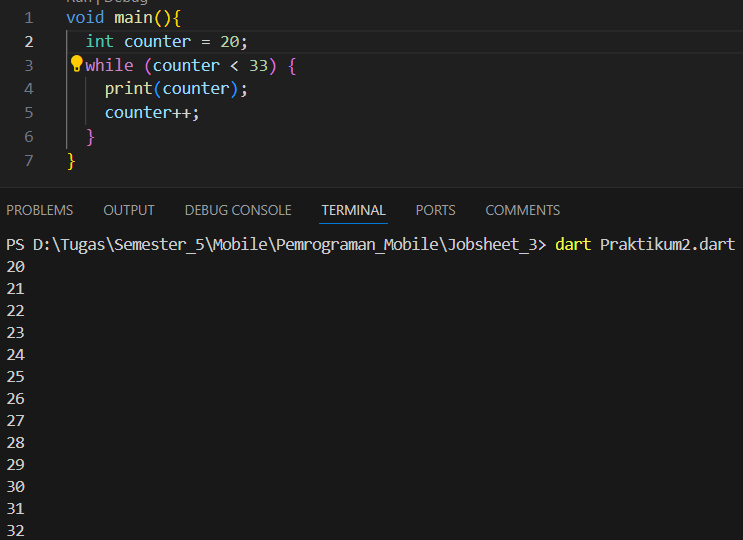 Run | Debug
1 void main(){
2 int counter = 20;
3 while (counter < 33) {
4 print(counter);
5 counter++;
6 }
7 }
PROBLEMS OUTPUT DEBUG CONSOLE TERMINAL PORTS COMMENTS
PS D:\Tugas\Semester_5\Mobile\Pemrograman_Mobile\Jobsheet_3> dart Praktikum2.dart
20
21
22
23
24
25
26
27
28
29
30
31
32